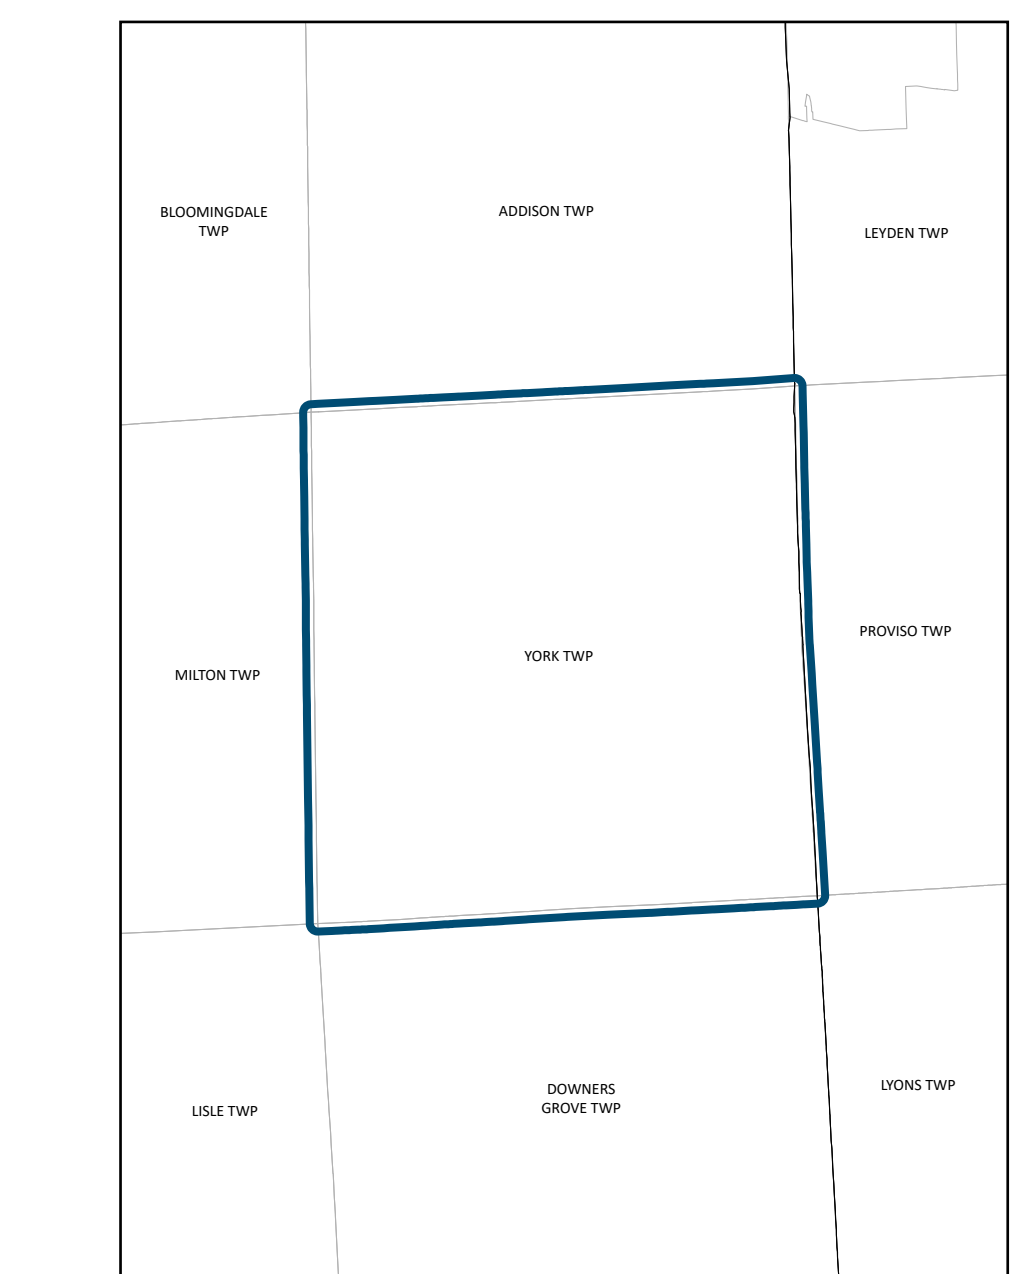 BLOOMINGDALE
TWP
ADDISON TWP
LEYDEN TWP
MILTON TWP
YORK TWP
PROVISO TWP
LISLE TWP
DOWNERS
GROVE TWP
LYONS TWP